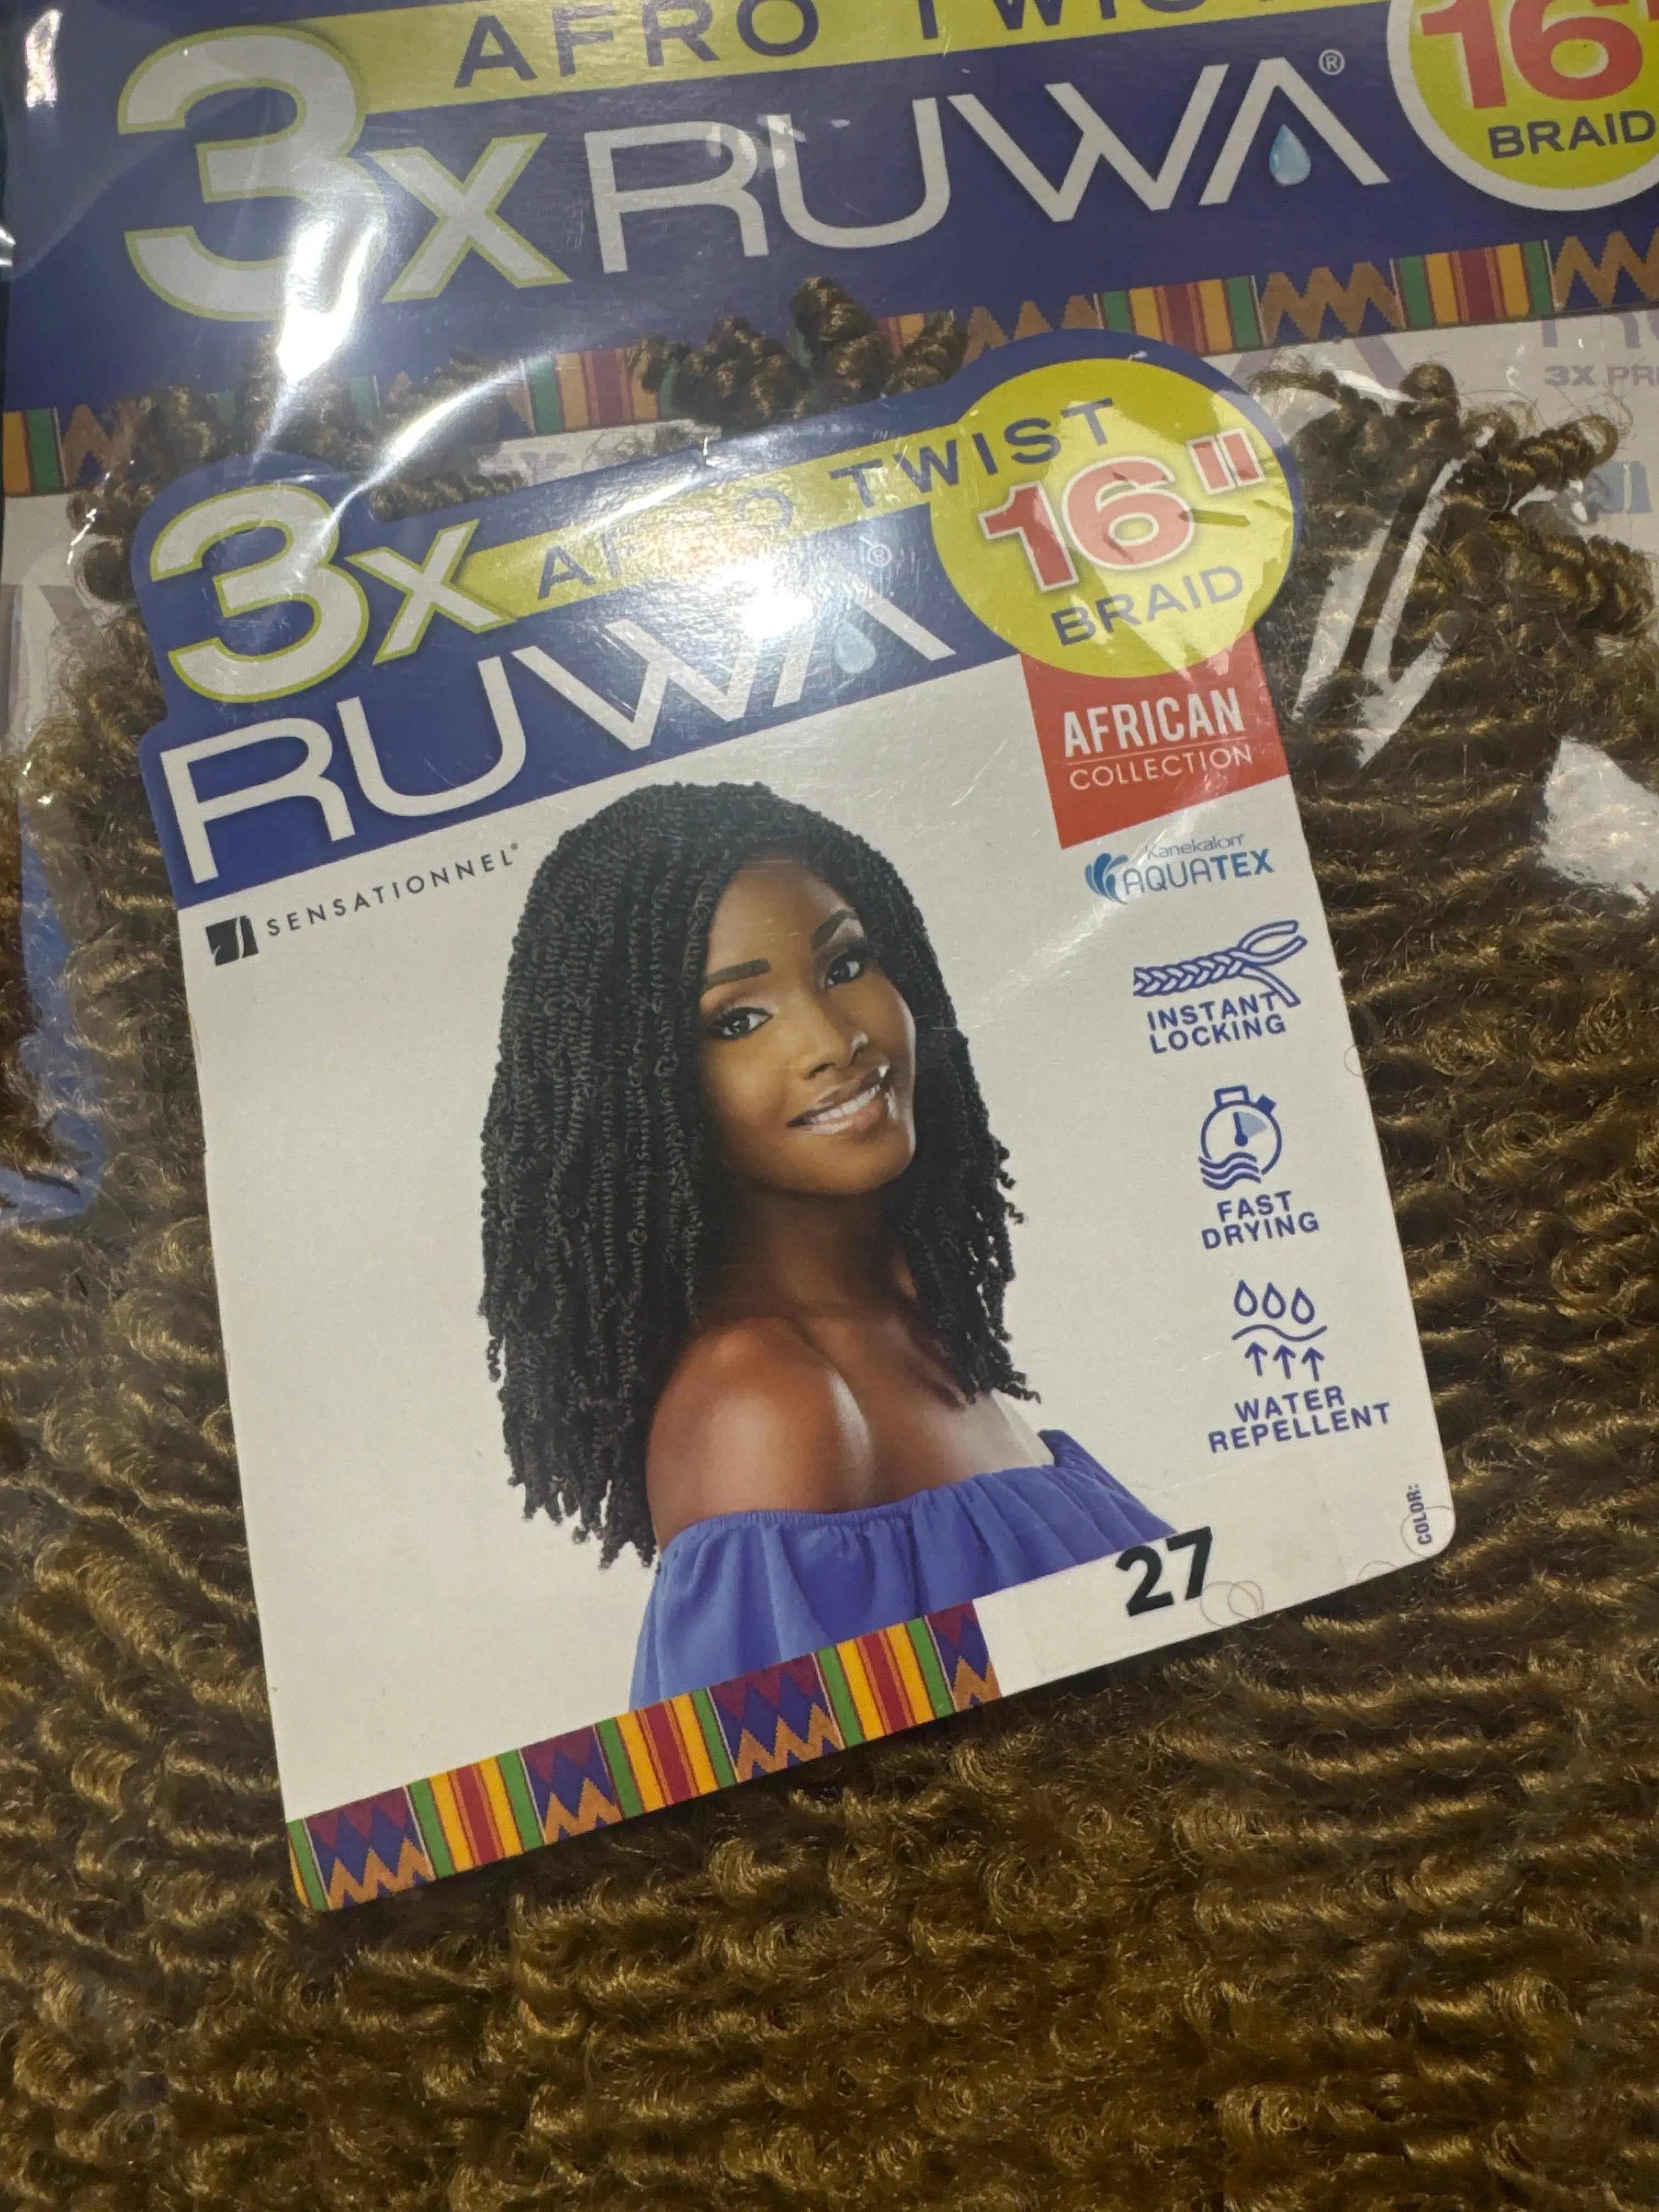 AFRO TWIST
3X RUWA®
16"
BRAID
3X PR
3X AFRO TWIST
RUWA®
16"
BRAID
AFRICAN
COLLECTION
SENSATIONNEL®
Kanekalon®
AQUATEX
INSTANT
LOCKING
FAST
DRYING
WATER
REPELLENT
COLOR:
27